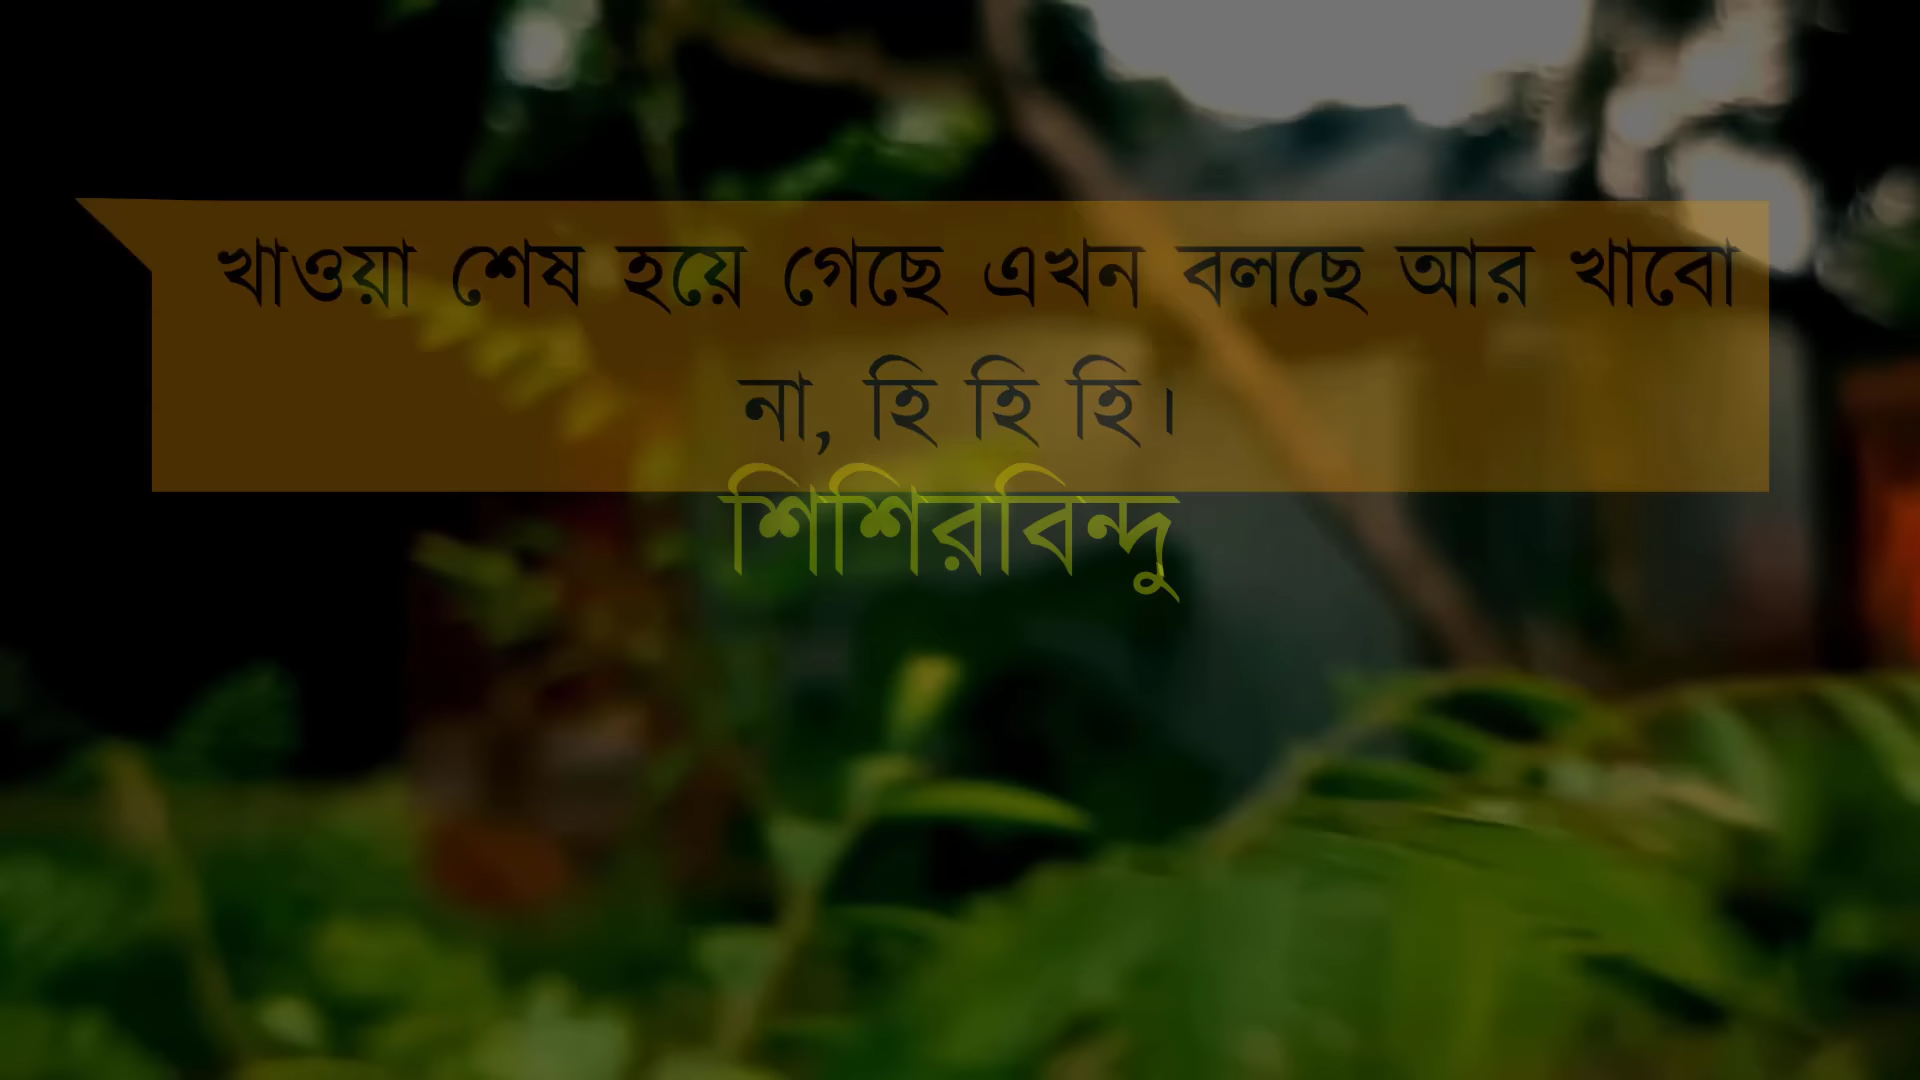 খাওয়া শেষ হয়ে গেছে এখন বলছে আর খাবো
না, হি হি হি।
শিশিরবিন্দু